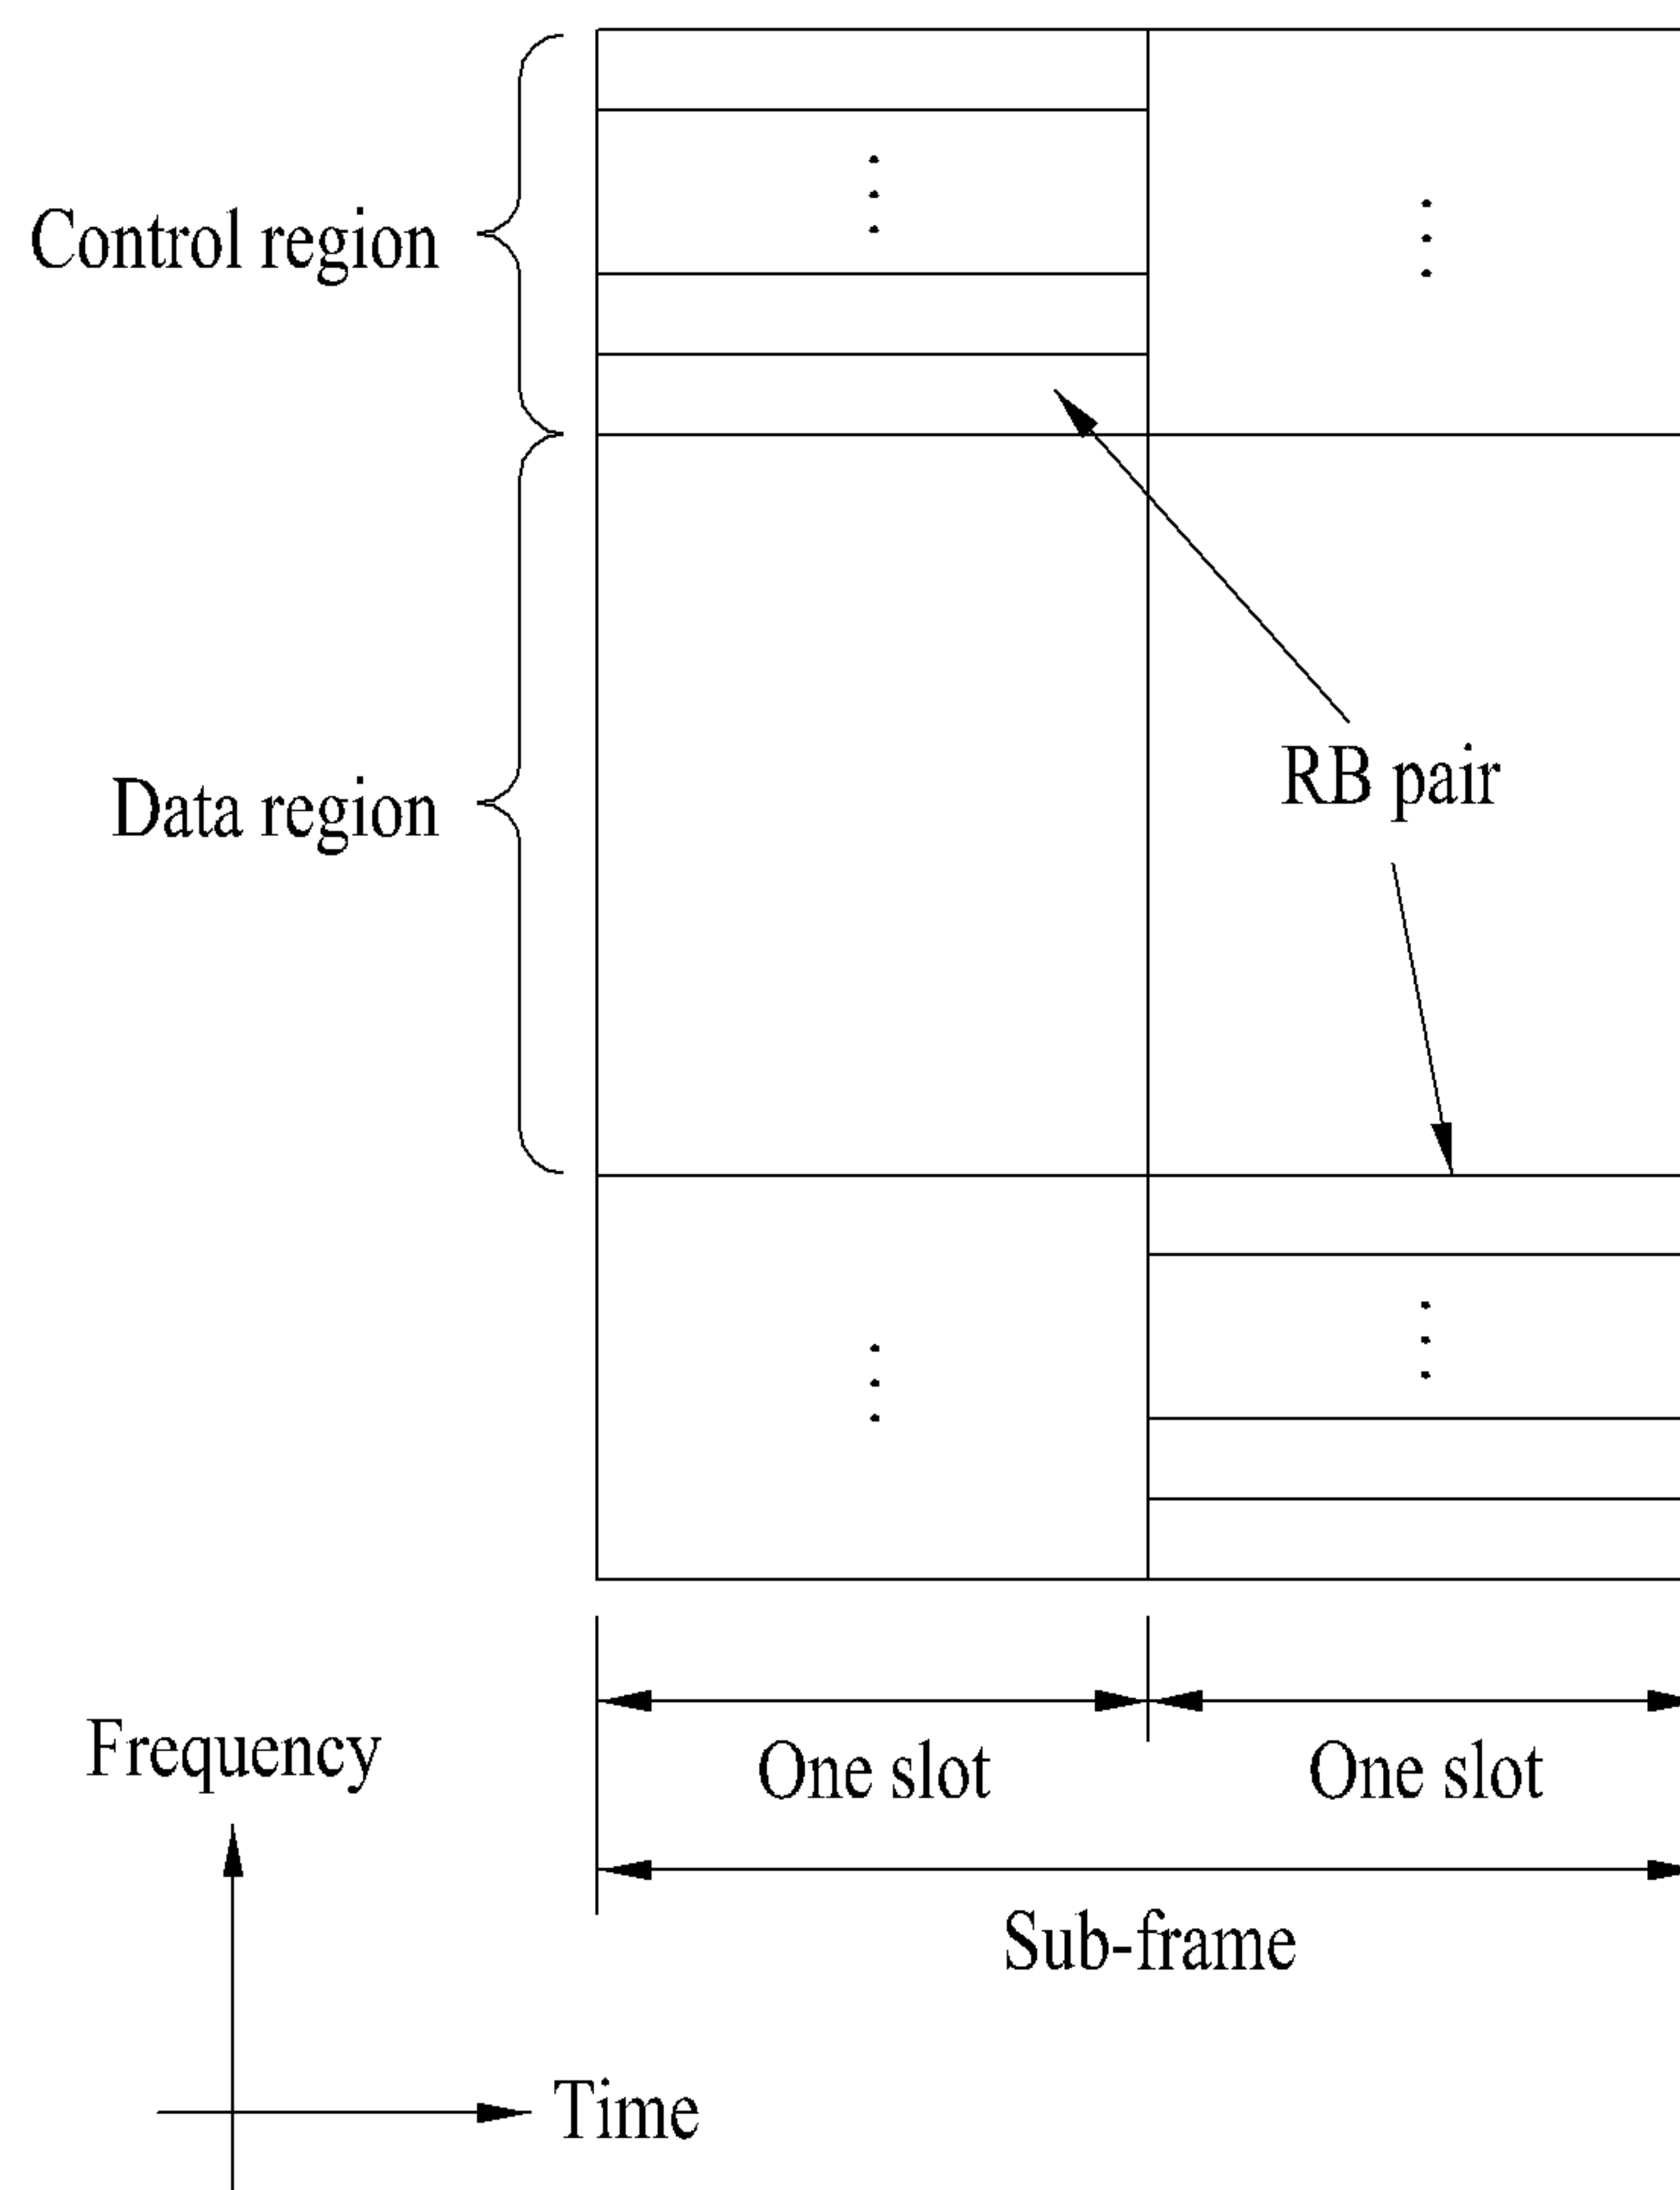 Control region
Data region
RB pair
One slot
One slot
Frequency
Sub-frame
Time